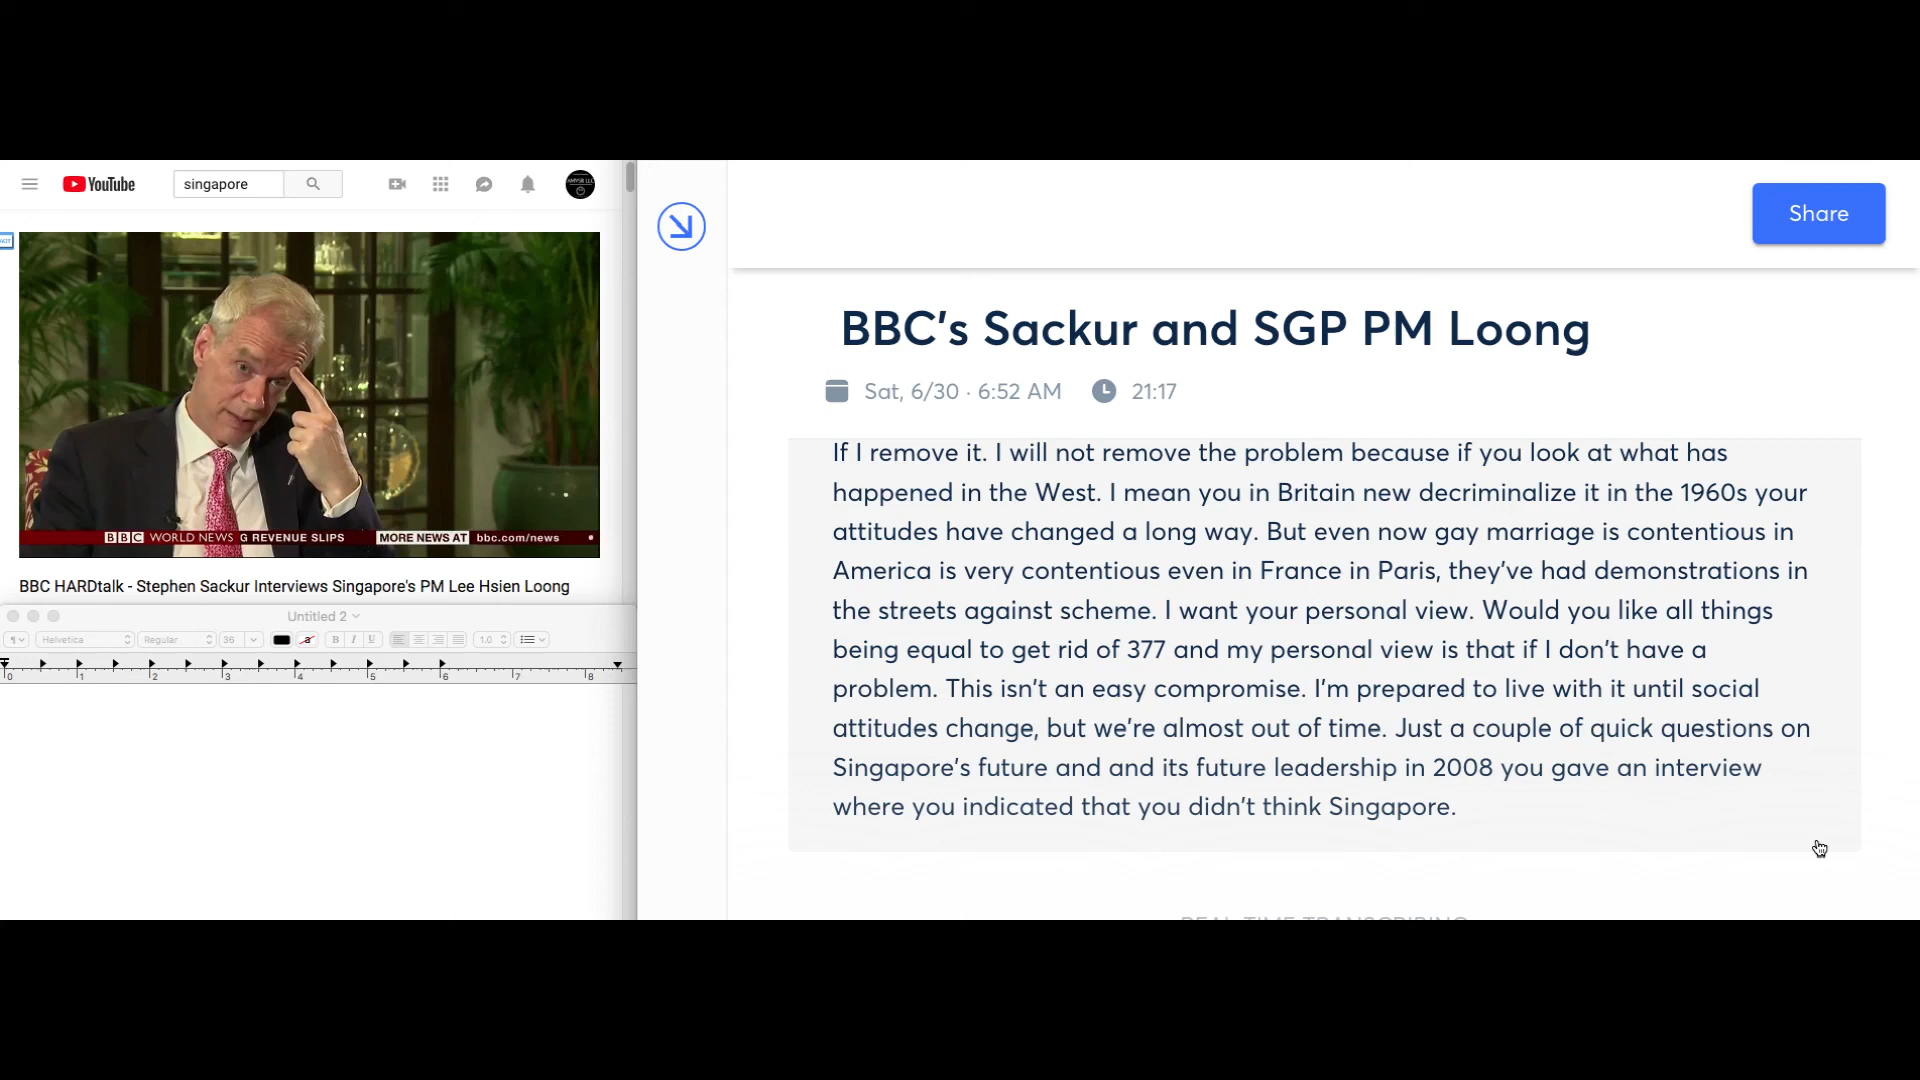 YouTube
singapore
BBC WORLD NEWS G REVENUE SLIPS MORE NEWS AT bbc.com/news
BBC HARDtalk - Stephen Sackur Interviews Singapore's PM Lee Hsien Loong
Untitled 2
Helvetica Regular 36 B I U 1.0
0 1 2 3 4 5 6 7 8
Share
BBC's Sackur and SGP PM Loong
Sat, 6/30 · 6:52 AM 21:17
If I remove it. I will not remove the problem because if you look at what has
happened in the West. I mean you in Britain new decriminalize it in the 1960s your
attitudes have changed a long way. But even now gay marriage is contentious in
America is very contentious even in France in Paris, they've had demonstrations in
the streets against scheme. I want your personal view. Would you like all things
being equal to get rid of 377 and my personal view is that if I don't have a
problem. This isn't an easy compromise. I'm prepared to live with it until social
attitudes change, but we're almost out of time. Just a couple of quick questions on
Singapore's future and and its future leadership in 2008 you gave an interview
where you indicated that you didn't think Singapore.